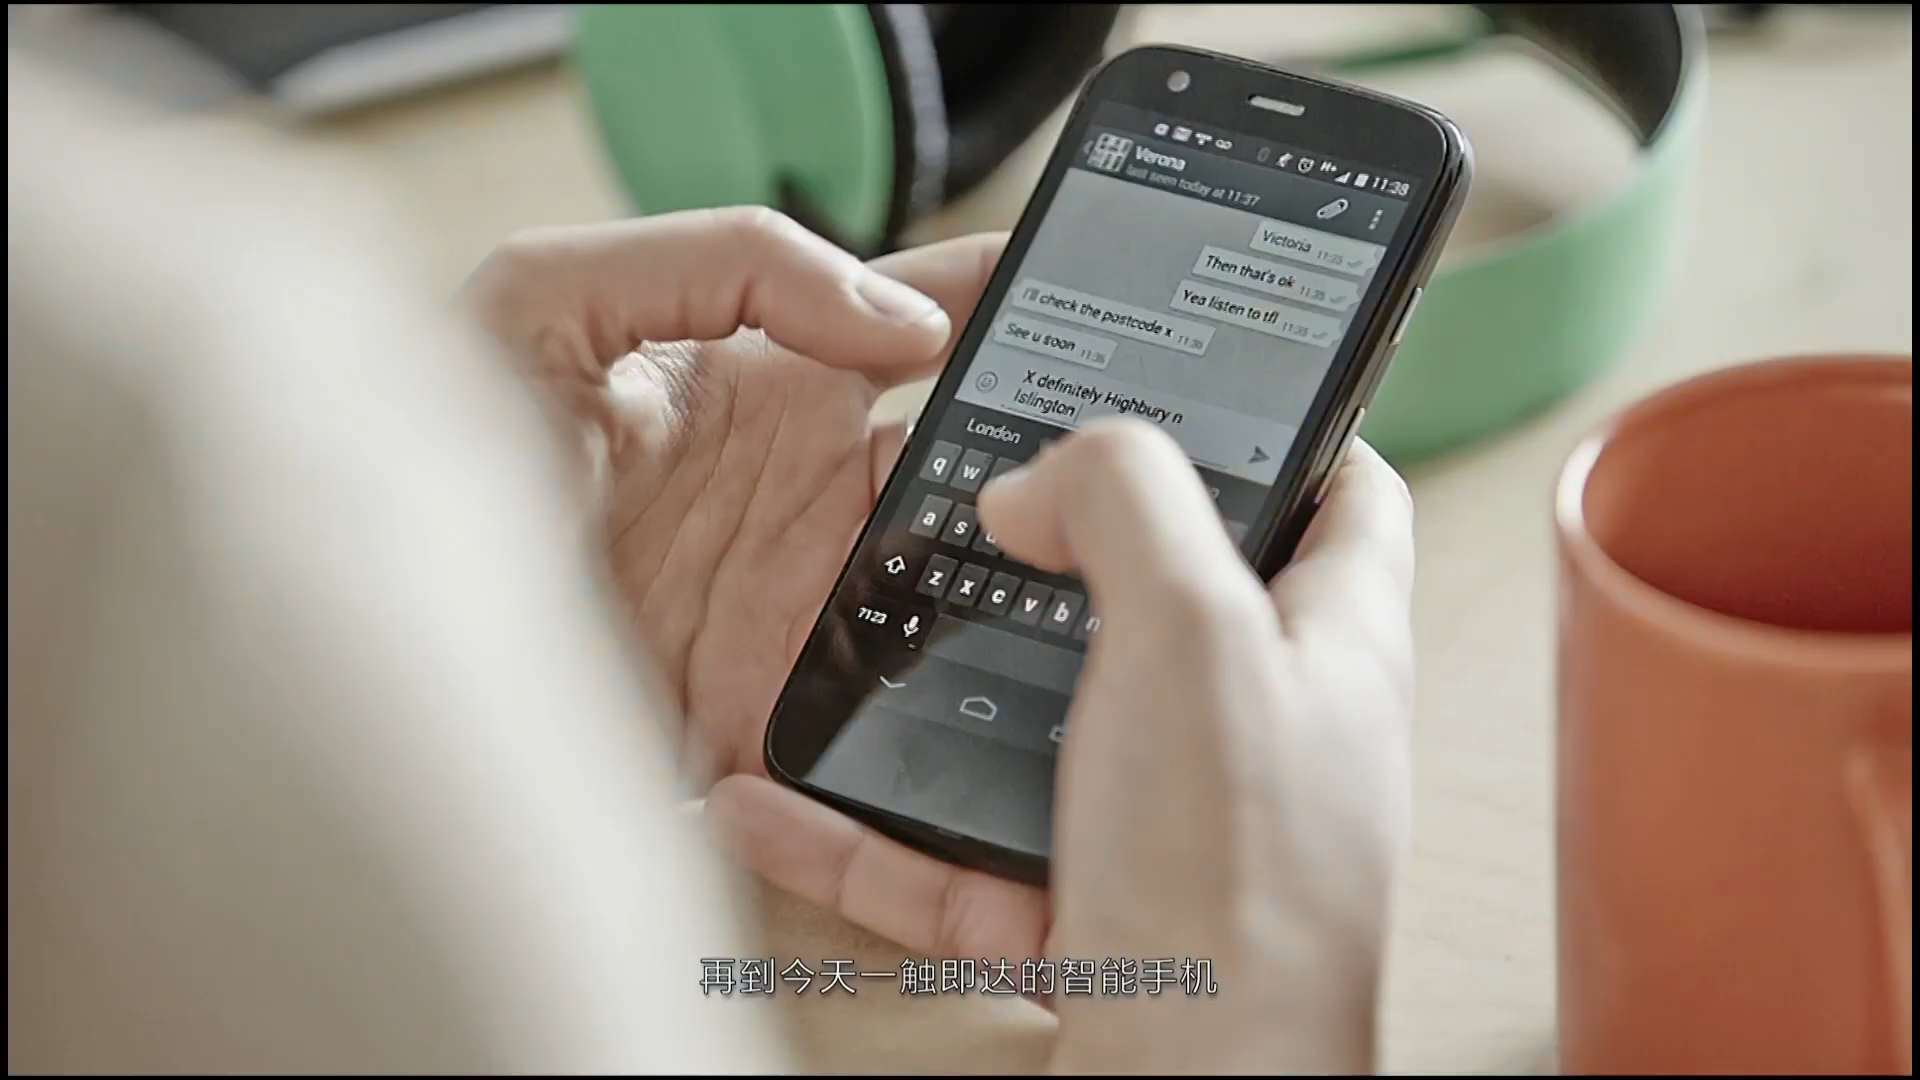 11:38
Verona
last seen today at 11:37
Victoria 11:35
Then that's ok 11:35
Yea listen to tfl 11:35
I'll check the postcode x 11:36
See u soon 11:36
X definitely Highbury n
Islington
London
q w
a s d
z x c v b n
?123
再到今天一触即达的智能手机